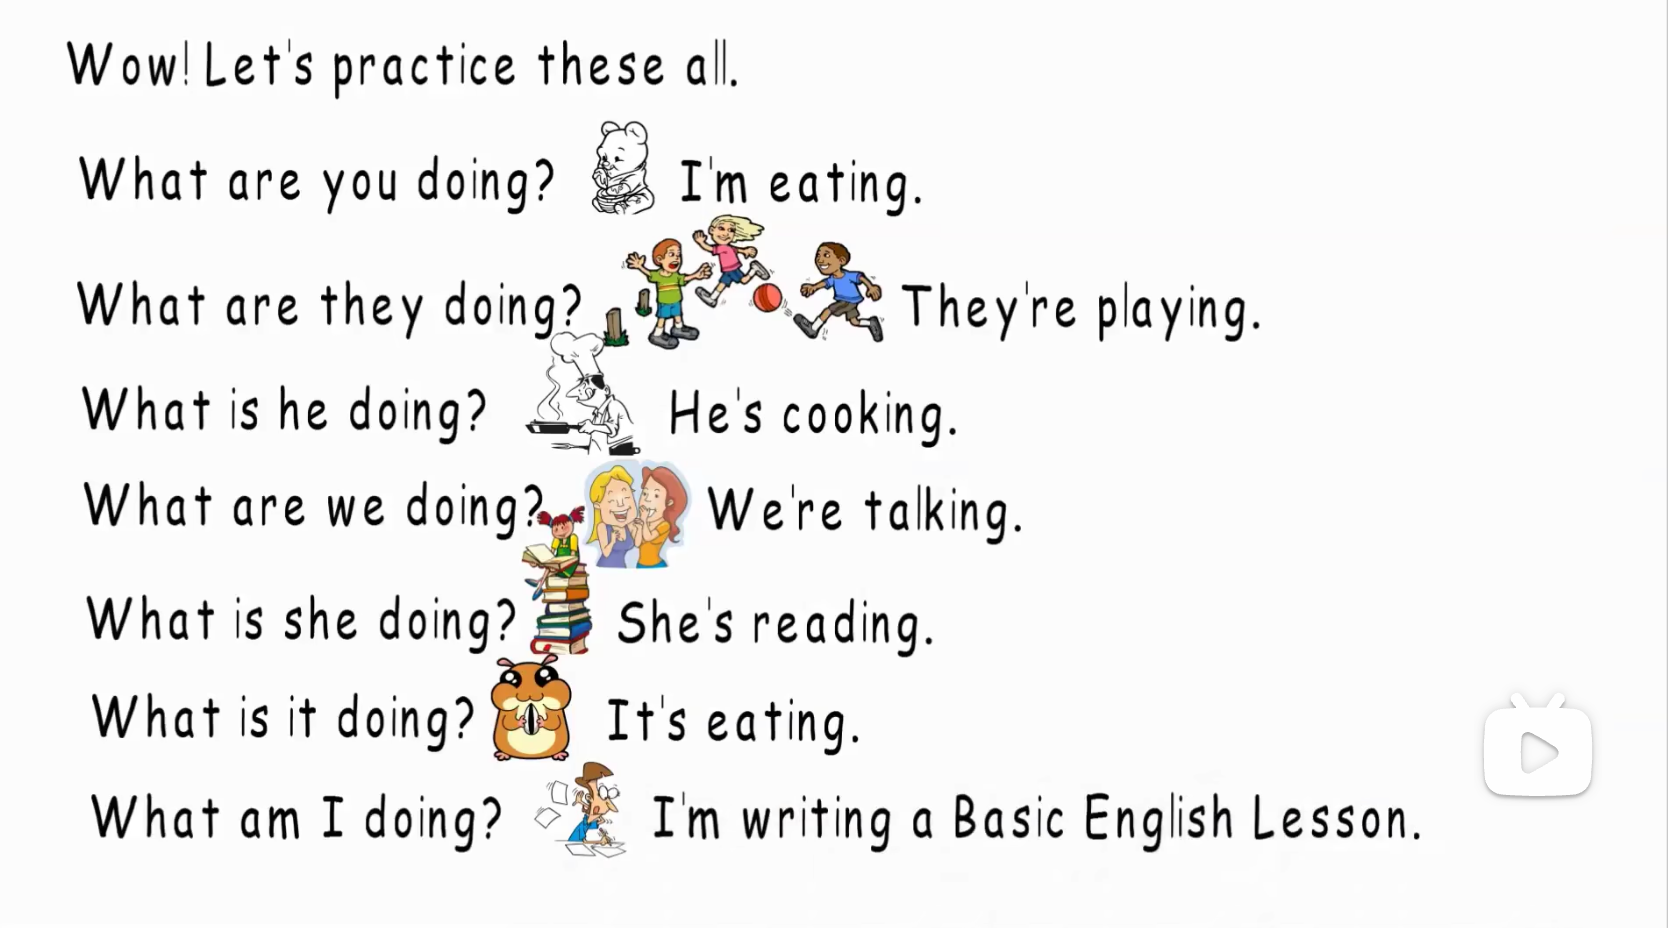 Wow! Let's practice these all.
What are you doing? I'm eating.
What are they doing? They're playing.
What is he doing? He's cooking.
What are we doing? We're talking.
What is she doing? She's reading.
What is it doing? It's eating.
What am I doing? I'm writing a Basic English Lesson.